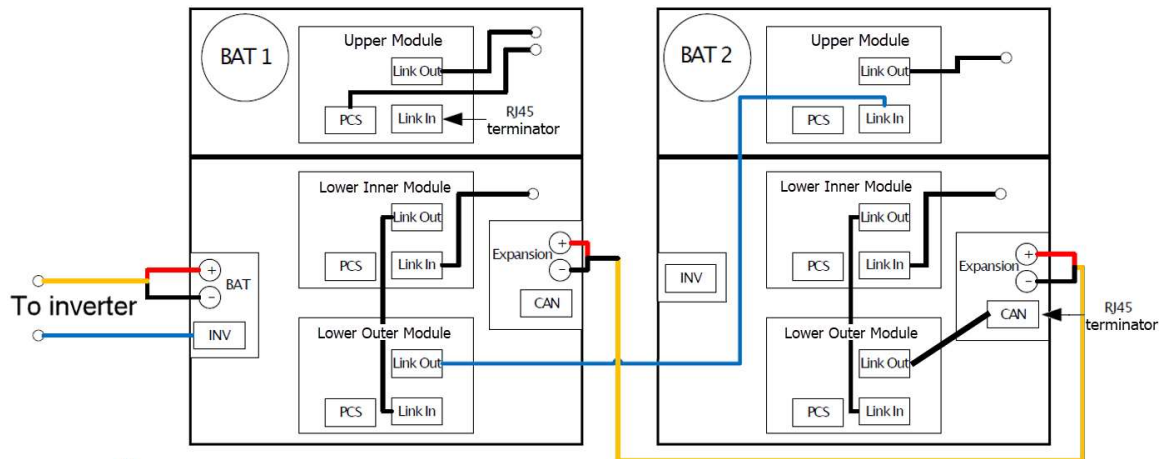 BAT 1
Upper Module
Link Out
PCS
Link In
RJ45
terminator
Lower Inner Module
Link Out
PCS
Link In
Expansion
+
−
CAN
+
BAT
−
INV
To inverter
Lower Outer Module
Link Out
PCS
Link In
BAT 2
Upper Module
Link Out
PCS
Link In
RJ45
terminator
Lower Inner Module
Link Out
PCS
Link In
INV
Expansion
+
−
CAN
Lower Outer Module
Link Out
PCS
Link In